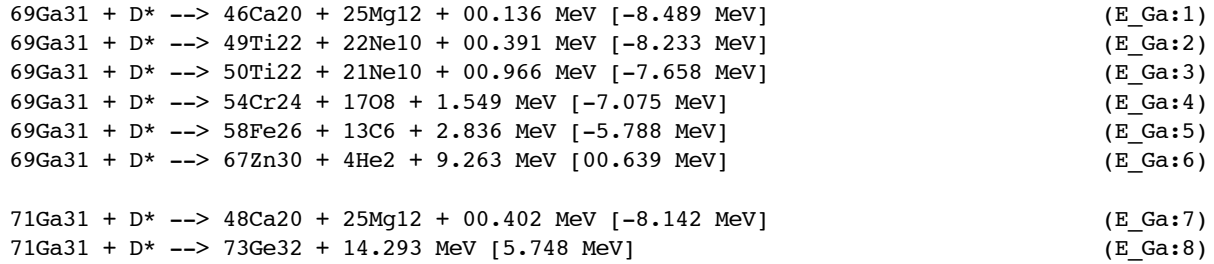 69Ga31 + D* --> 46Ca20 + 25Mg12 + 00.136 MeV [-8.489 MeV] (E_Ga:1)
69Ga31 + D* --> 49Ti22 + 22Ne10 + 00.391 MeV [-8.233 MeV] (E_Ga:2)
69Ga31 + D* --> 50Ti22 + 21Ne10 + 00.966 MeV [-7.658 MeV] (E_Ga:3)
69Ga31 + D* --> 54Cr24 + 17O8 + 1.549 MeV [-7.075 MeV] (E_Ga:4)
69Ga31 + D* --> 58Fe26 + 13C6 + 2.836 MeV [-5.788 MeV] (E_Ga:5)
69Ga31 + D* --> 67Zn30 + 4He2 + 9.263 MeV [00.639 MeV] (E_Ga:6)
71Ga31 + D* --> 48Ca20 + 25Mg12 + 00.402 MeV [-8.142 MeV] (E_Ga:7)
71Ga31 + D* --> 73Ge32 + 14.293 MeV [5.748 MeV] (E_Ga:8)